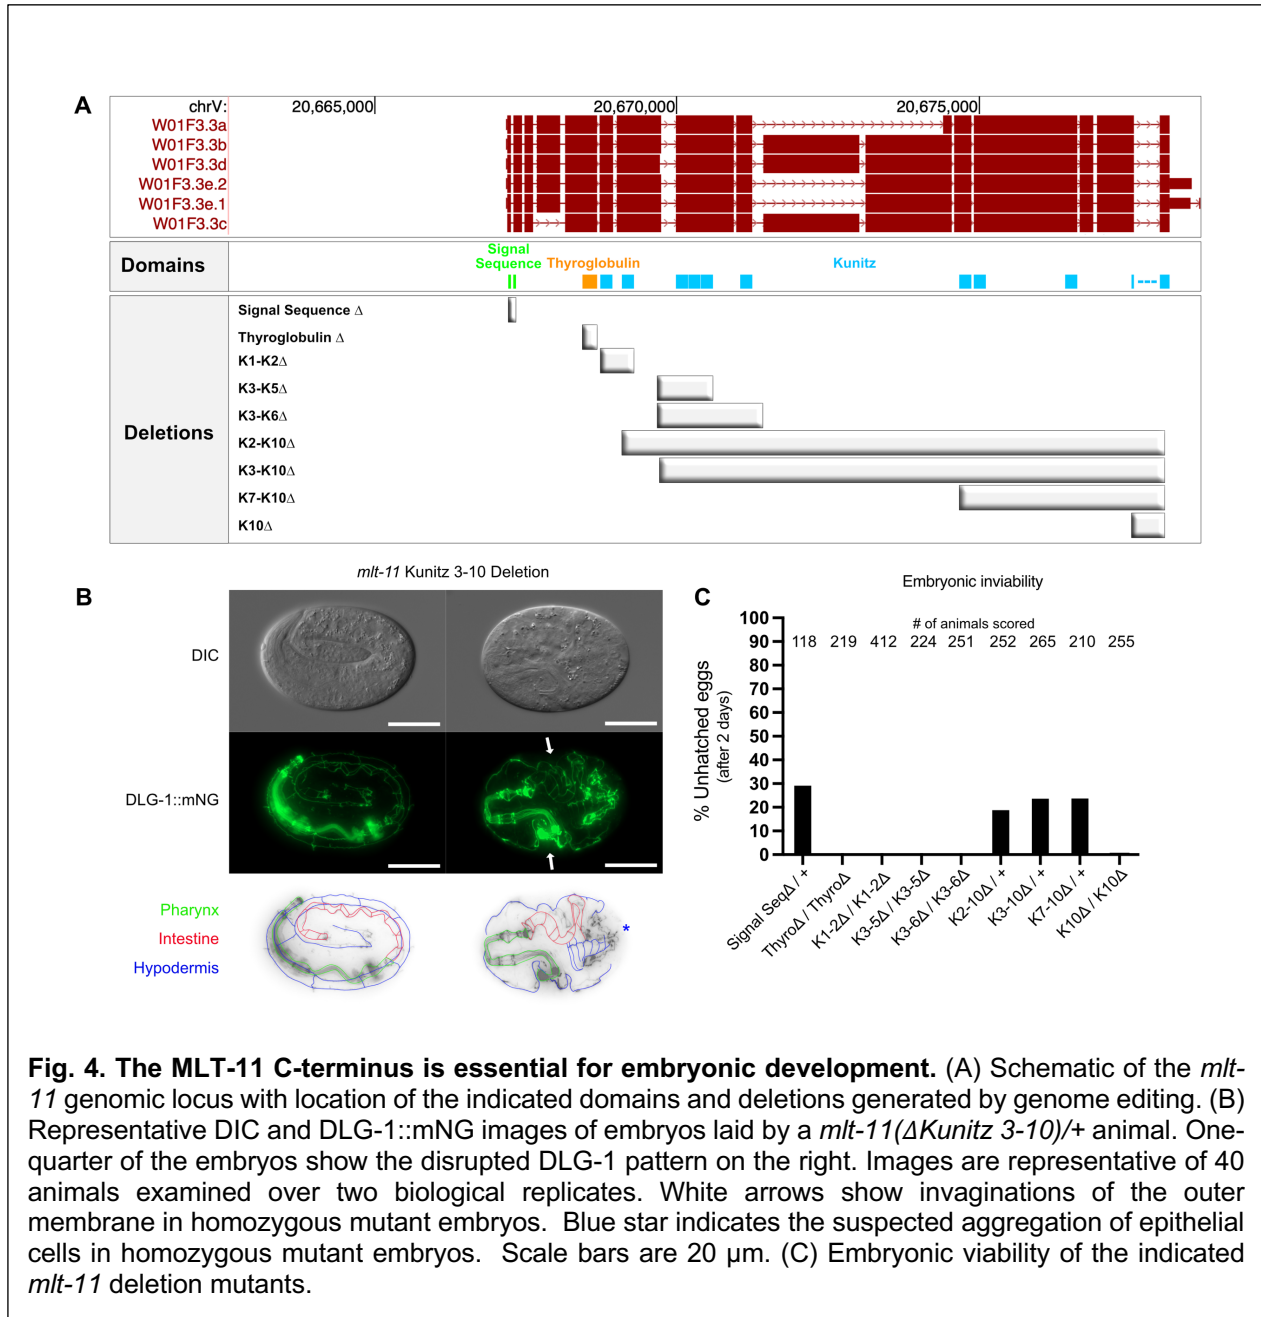 A
chrV:
20,665,000
20,670,000
20,675,000
W01F3.3a
W01F3.3b
W01F3.3d
W01F3.3e.2
W01F3.3e.1
W01F3.3c
Domains
Signal
Sequence
Thyroglobulin
Kunitz
Deletions
Signal Sequence Δ
Thyroglobulin Δ
K1-K2Δ
K3-K5Δ
K3-K6Δ
K2-K10Δ
K3-K10Δ
K7-K10Δ
K10Δ
B
mlt-11 Kunitz 3-10 Deletion
DIC
DLG-1::mNG
Pharynx
Intestine
Hypodermis
*
C
Embryonic inviability
# of animals scored
118 219 412 224 251 252 265 210 255
% Unhatched eggs
(after 2 days)
100
90
80
70
60
50
40
30
20
10
0
Signal SeqΔ / +
ThyroΔ / ThyroΔ
K1-2Δ / K1-2Δ
K3-5Δ / K3-5Δ
K3-6Δ / K3-6Δ
K2-10Δ / +
K3-10Δ / +
K7-10Δ / +
K10Δ / K10Δ
Fig. 4. The MLT-11 C-terminus is essential for embryonic development. (A) Schematic of the mlt-
11 genomic locus with location of the indicated domains and deletions generated by genome editing. (B)
Representative DIC and DLG-1::mNG images of embryos laid by a mlt-11(ΔKunitz 3-10)/+ animal. One-
quarter of the embryos show the disrupted DLG-1 pattern on the right. Images are representative of 40
animals examined over two biological replicates. White arrows show invaginations of the outer
membrane in homozygous mutant embryos. Blue star indicates the suspected aggregation of epithelial
cells in homozygous mutant embryos. Scale bars are 20 µm. (C) Embryonic viability of the indicated
mlt-11 deletion mutants.